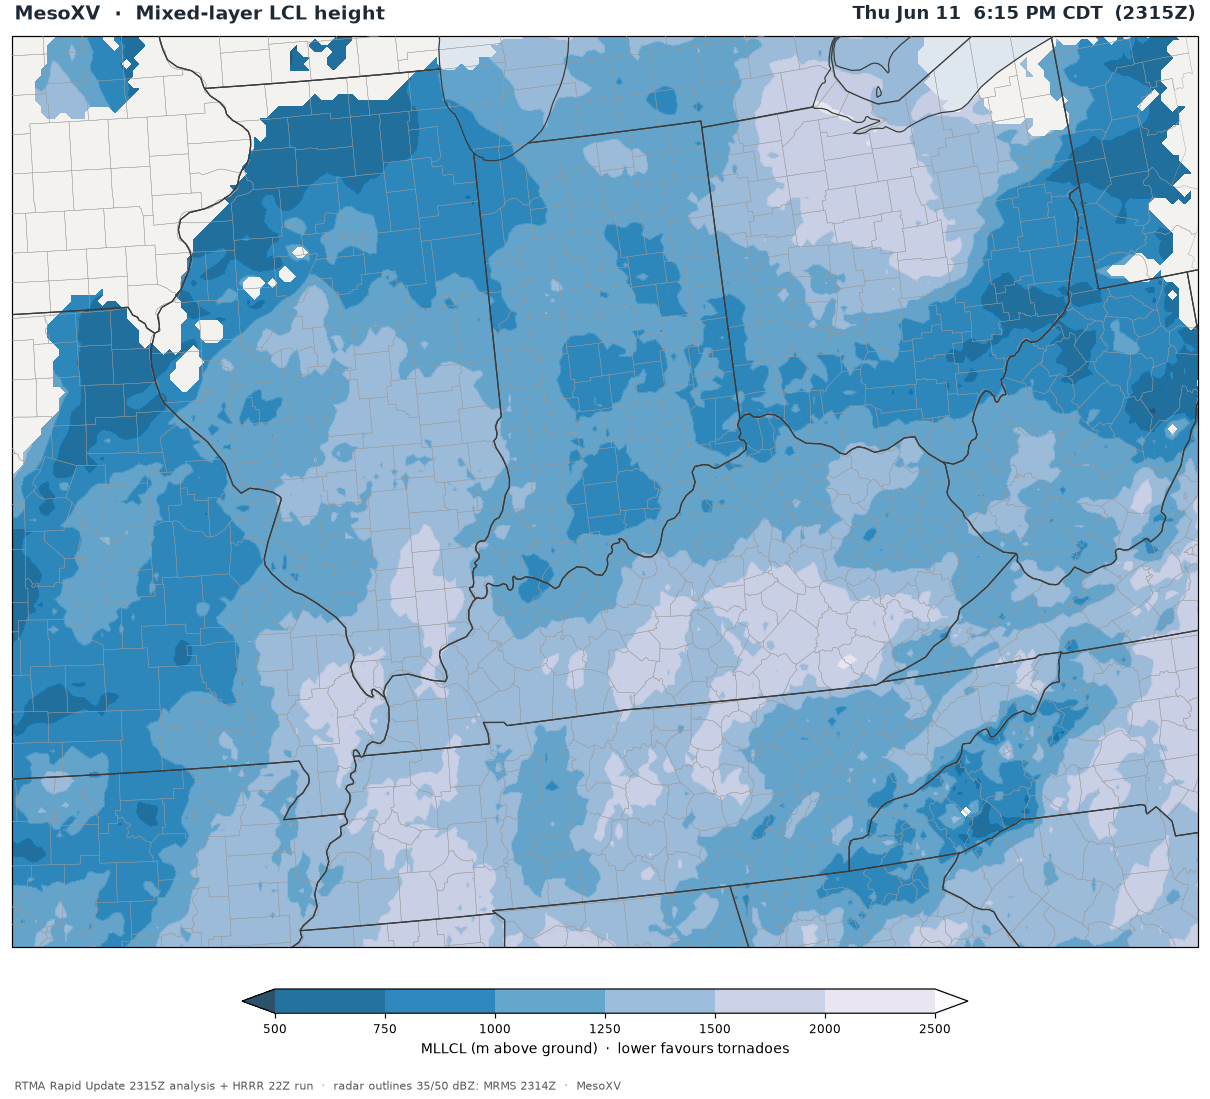 MesoXV · Mixed-layer LCL height
Thu Jun 11 6:15 PM CDT (2315Z)
500 750 1000 1250 1500 2000 2500
MLLCL (m above ground) · lower favours tornadoes
RTMA Rapid Update 2315Z analysis + HRRR 22Z run · radar outlines 35/50 dBZ: MRMS 2314Z · MesoXV